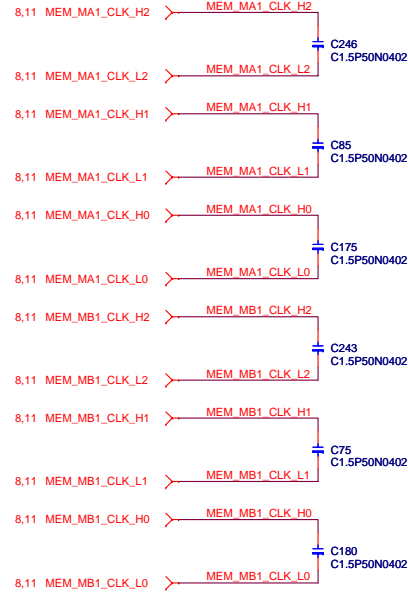 8,11 MEM_MA1_CLK_H2 MEM_MA1_CLK_H2
C246
C1.5P50N0402
8,11 MEM_MA1_CLK_L2 MEM_MA1_CLK_L2
8,11 MEM_MA1_CLK_H1 MEM_MA1_CLK_H1
C85
C1.5P50N0402
8,11 MEM_MA1_CLK_L1 MEM_MA1_CLK_L1
8,11 MEM_MA1_CLK_H0 MEM_MA1_CLK_H0
C175
C1.5P50N0402
8,11 MEM_MA1_CLK_L0 MEM_MA1_CLK_L0
8,11 MEM_MB1_CLK_H2 MEM_MB1_CLK_H2
C243
C1.5P50N0402
8,11 MEM_MB1_CLK_L2 MEM_MB1_CLK_L2
8,11 MEM_MB1_CLK_H1 MEM_MB1_CLK_H1
C75
C1.5P50N0402
8,11 MEM_MB1_CLK_L1 MEM_MB1_CLK_L1
8,11 MEM_MB1_CLK_H0 MEM_MB1_CLK_H0
C180
C1.5P50N0402
8,11 MEM_MB1_CLK_L0 MEM_MB1_CLK_L0